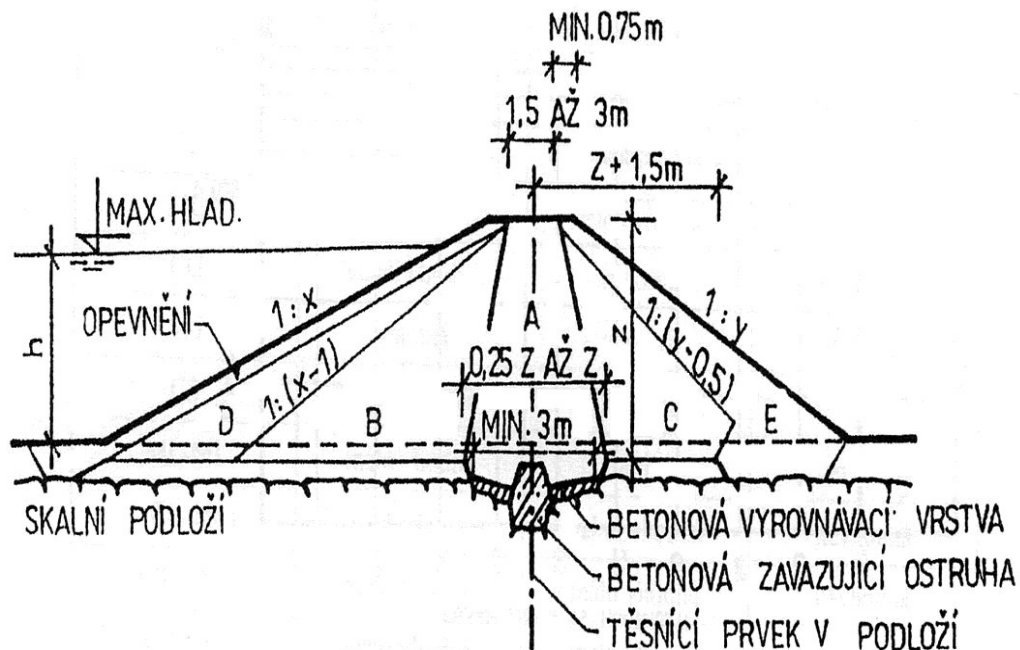 MIN. 0,75m
1,5 AŽ 3m
Z + 1,5m
MAX. HLAD.
h
OPEVNĚNÍ
1 : x
1:(x-1)
A
Z
1:(y-0,5)
1 : y
0,25 Z AŽ Z
D
B
MIN. 3m
C
E
SKALNÍ PODLOŽÍ
BETONOVÁ VYROVNÁVACÍ VRSTVA
BETONOVÁ ZAVAZUJICÍ OSTRUHA
TĚSNÍCÍ PRVEK V PODLOŽÍ